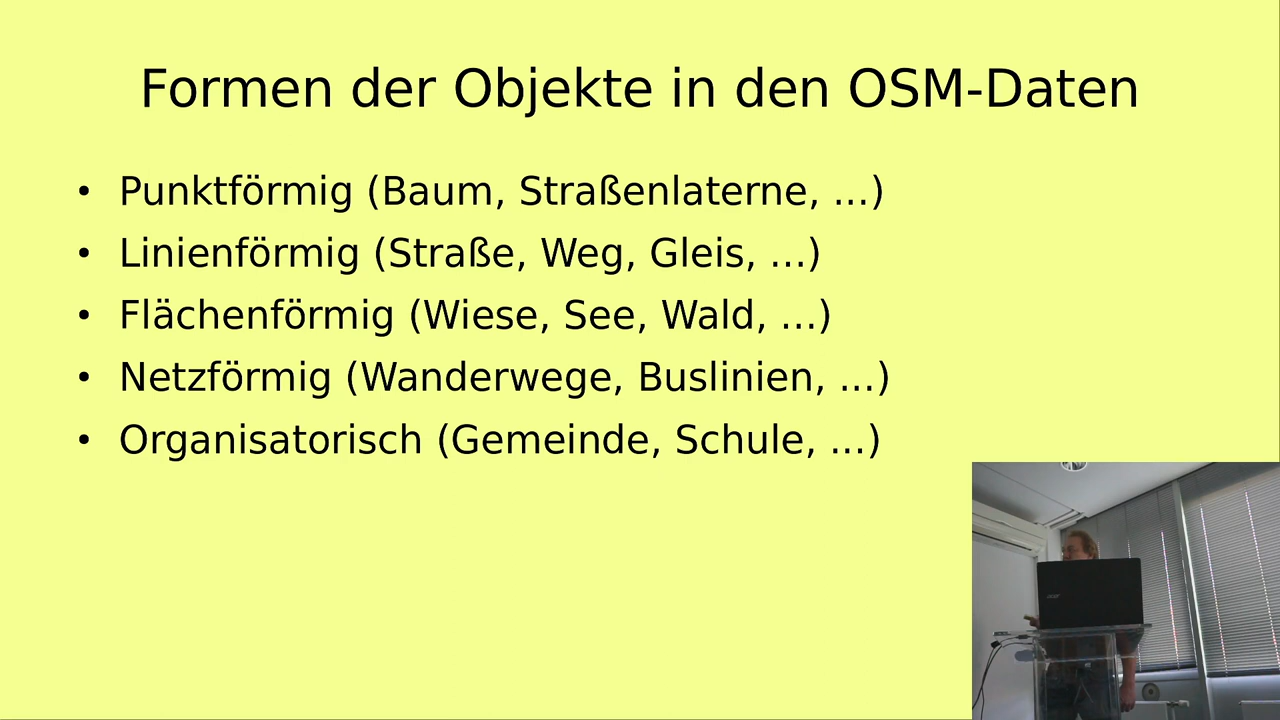 Formen der Objekte in den OSM-Daten
• Punktförmig (Baum, Straßenlaterne, ...)
• Linienförmig (Straße, Weg, Gleis, ...)
• Flächenförmig (Wiese, See, Wald, ...)
• Netzförmig (Wanderwege, Buslinien, ...)
• Organisatorisch (Gemeinde, Schule, ...)